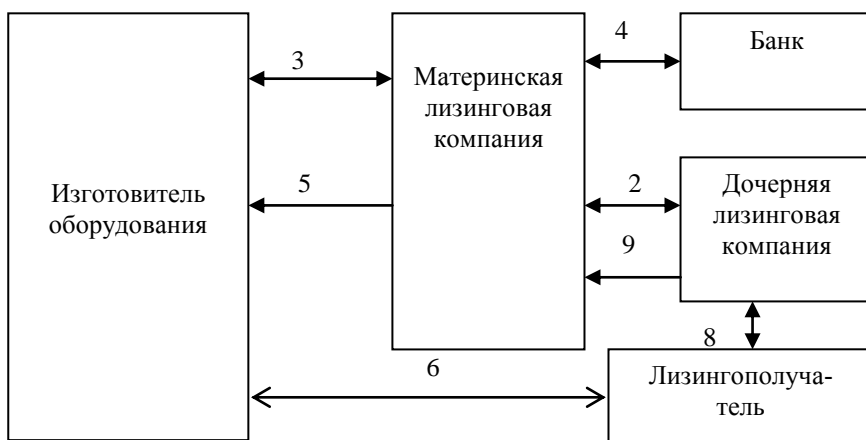 4
Банк
3
Материнская
лизинговая
компания
Изготовитель
оборудования
5
2
Дочерняя
лизинговая
компания
9
8
6
Лизингополуча-
тель